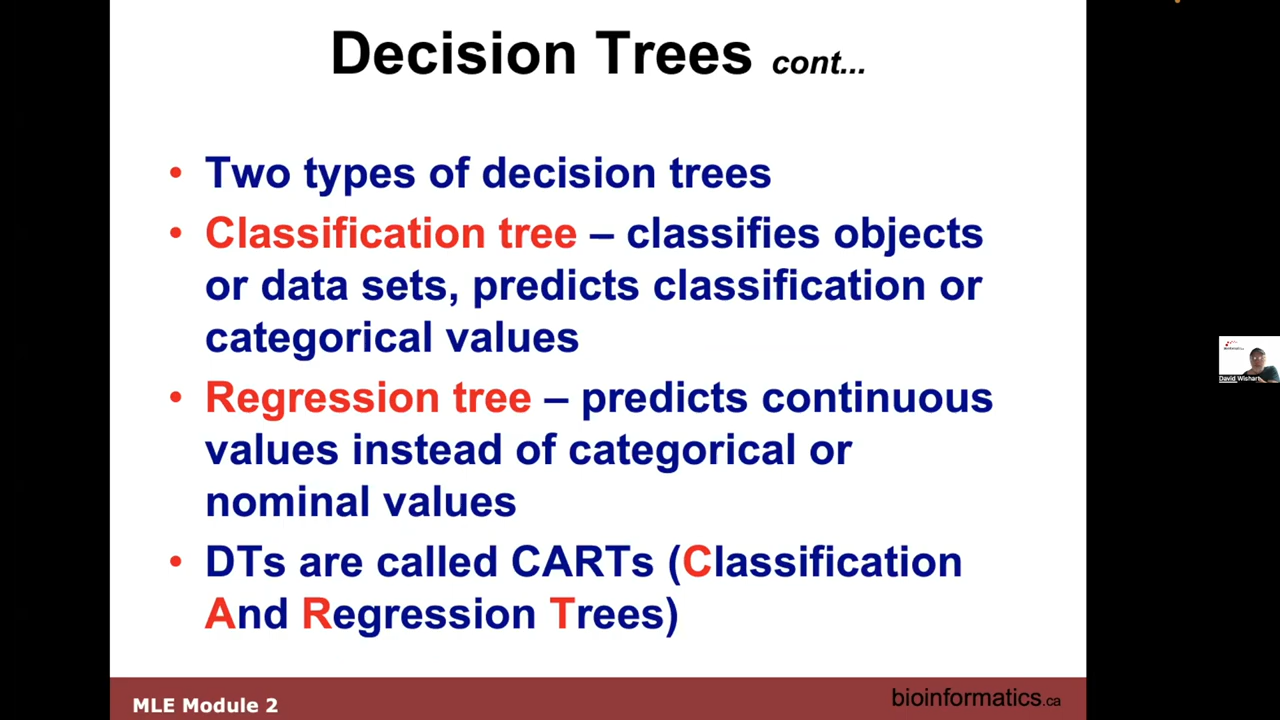 Decision Trees cont...
• Two types of decision trees
• Classification tree – classifies objects
or data sets, predicts classification or
categorical values
• Regression tree – predicts continuous
values instead of categorical or
nominal values
• DTs are called CARTs (Classification
And Regression Trees)
David Wishart
MLE Module 2
bioinformatics.ca